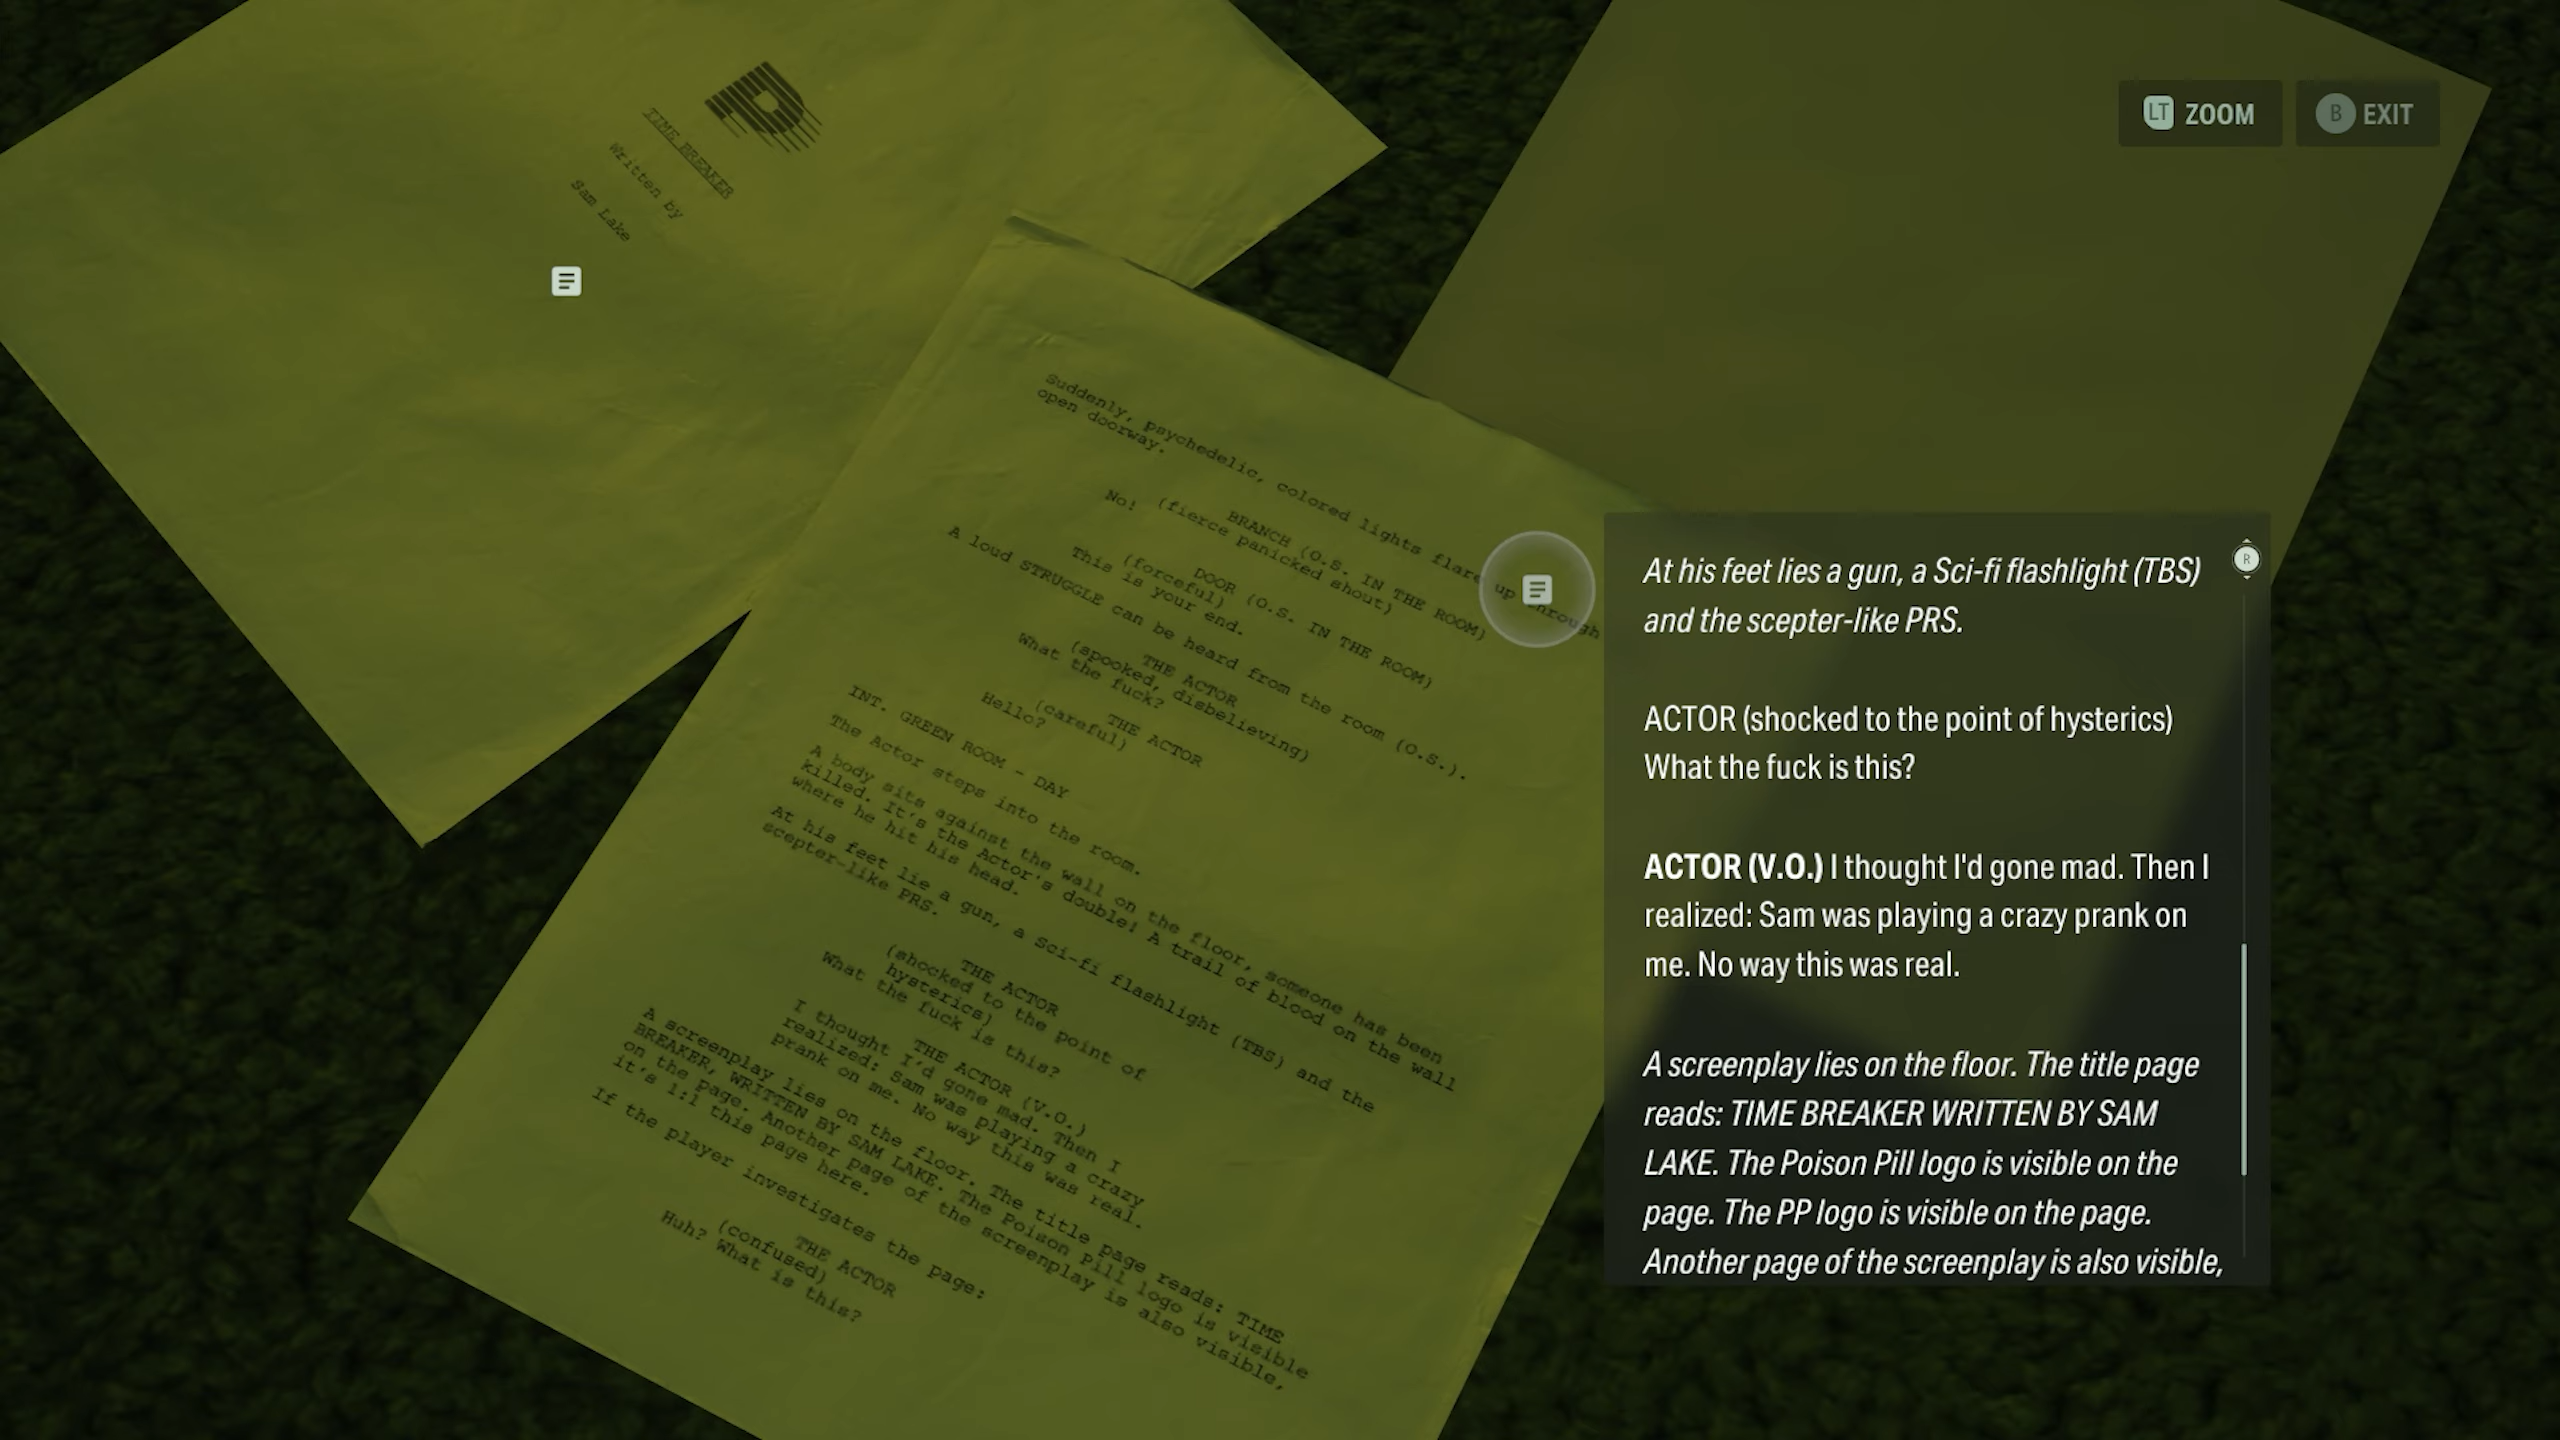 TIME BREAKER
Written by
Sam Lake
LT ZOOM
B EXIT
Suddenly, psychedelic, colored lights flare up through
open doorway.
BRANCH (O.S. IN THE ROOM)
(fierce panicked shout)
No!
DOOR (O.S. IN THE ROOM)
(forceful)
This is your end.
A loud STRUGGLE can be heard from the room (O.S.).
THE ACTOR
(spooked, disbelieving)
What the fuck?
THE ACTOR
(careful)
Hello?
INT. GREEN ROOM - DAY
The Actor steps into the room.
A body sits against the wall on the floor, someone has been
killed. It's the Actor's double! A trail of blood on the wall
where he hit his head.
At his feet lie a gun, a Sci-fi flashlight (TBS) and the
scepter-like PRS.
THE ACTOR
(shocked to the point of
hysterics)
What the fuck is this?
THE ACTOR (V.O.)
I thought I'd gone mad. Then I
realized: Sam was playing a crazy
prank on me. No way this was real.
A screenplay lies on the floor. The title page reads: TIME
BREAKER, WRITTEN BY SAM LAKE. The Poison Pill logo is visible
on the page. Another page of the screenplay is also visible,
it's 1:1 this page here.
If the player investigates the page:
THE ACTOR
(confused)
Huh? What is this?
At his feet lies a gun, a Sci-fi flashlight (TBS)
and the scepter-like PRS.
R
ACTOR (shocked to the point of hysterics)
What the fuck is this?
ACTOR (V.O.) I thought I'd gone mad. Then I
realized: Sam was playing a crazy prank on
me. No way this was real.
A screenplay lies on the floor. The title page
reads: TIME BREAKER WRITTEN BY SAM
LAKE. The Poison Pill logo is visible on the
page. The PP logo is visible on the page.
Another page of the screenplay is also visible,